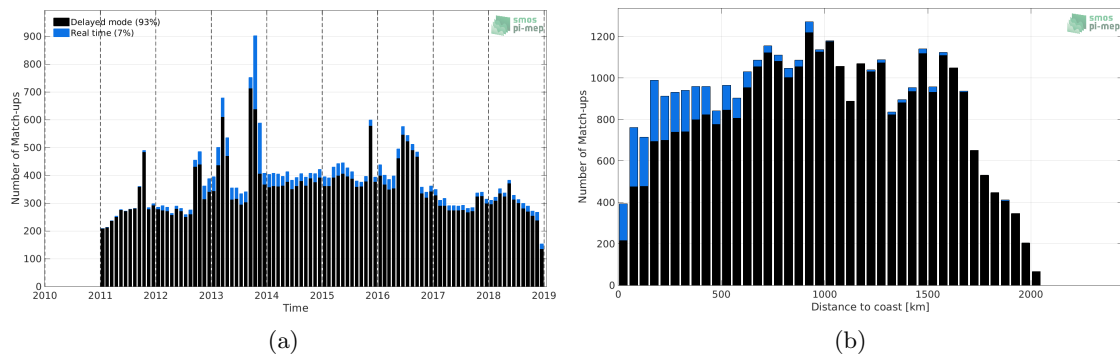 Delayed mode (93%)
Real time (7%)
smos
pi-mep
Number of Match-ups
900
800
700
600
500
400
300
200
100
0
2010 2011 2012 2013 2014 2015 2016 2017 2018 2019
Time
(a)
smos
pi-mep
Number of Match-ups
1200
1000
800
600
400
200
0
0 500 1000 1500 2000
Distance to coast [km]
(b)